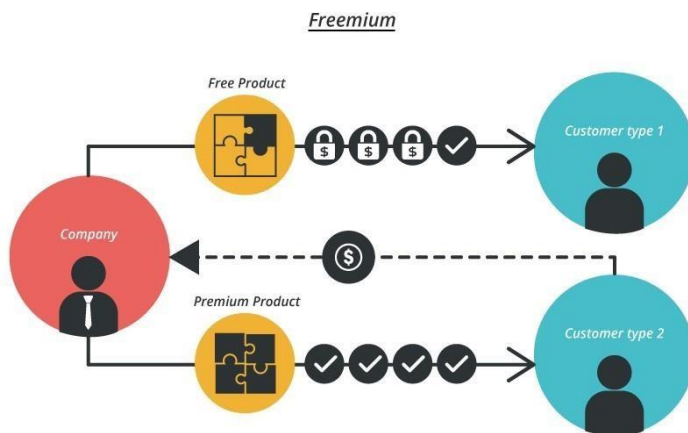 Freemium
Free Product
$ $ $
Customer type 1
Company
$
Premium Product
Customer type 2